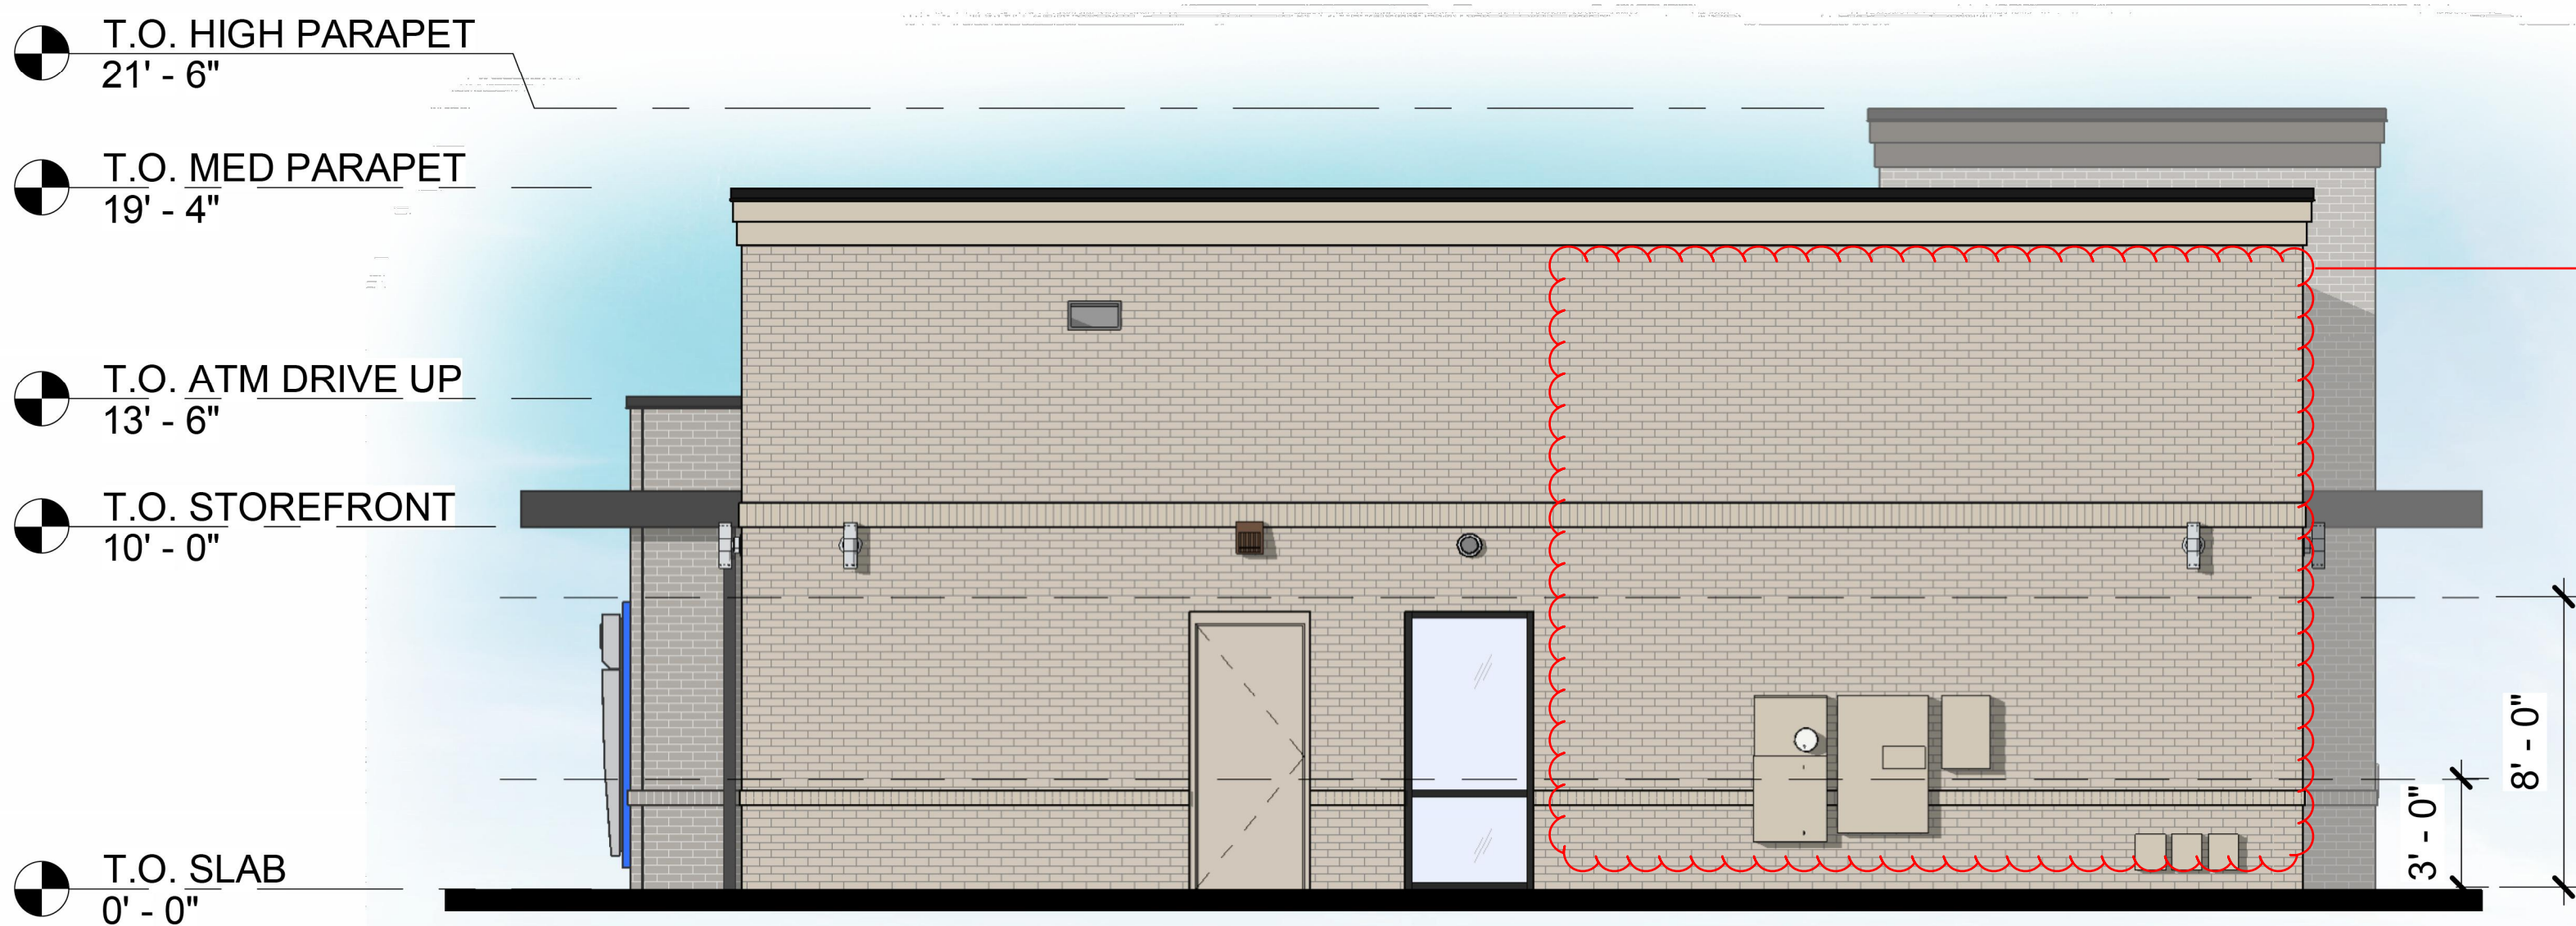 T.O. HIGH PARAPET
21' - 6"
T.O. MED PARAPET
19' - 4"
T.O. ATM DRIVE UP
13' - 6"
T.O. STOREFRONT
10' - 0"
T.O. SLAB
0' - 0"
3' - 0"
8' - 0"